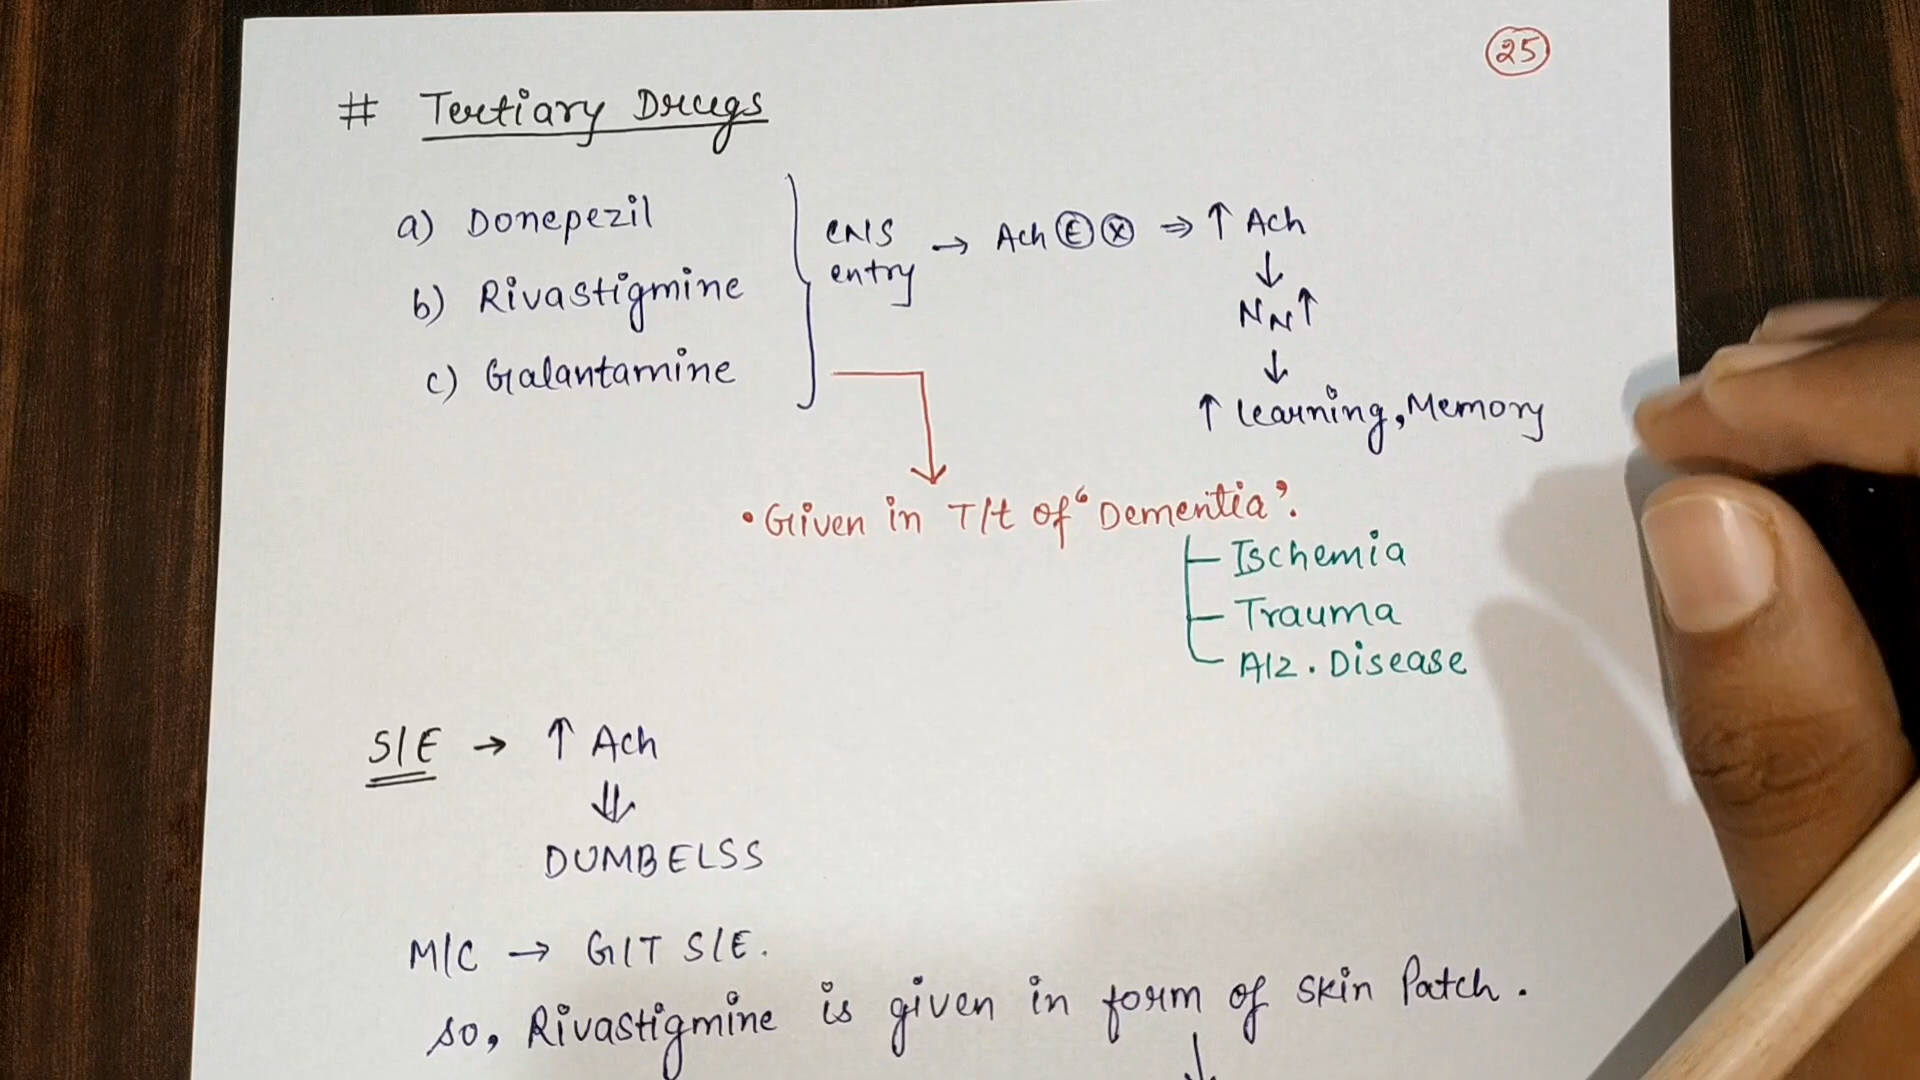 25
# Tertiary Drugs
a) Donepezil
b) Rivastigmine
c) Galantamine
CNS entry → Ach Ⓔ ⓧ ⇒ ↑ Ach
↓
NN↑
↓
↑ learning, Memory
• Given in T/t of “Dementia”.
Ischemia
Trauma
Alz. Disease
S/E → ↑ Ach
⇓
DUMBELSS
M/C → GIT S/E.
so, Rivastigmine is given in form of skin Patch.
↓